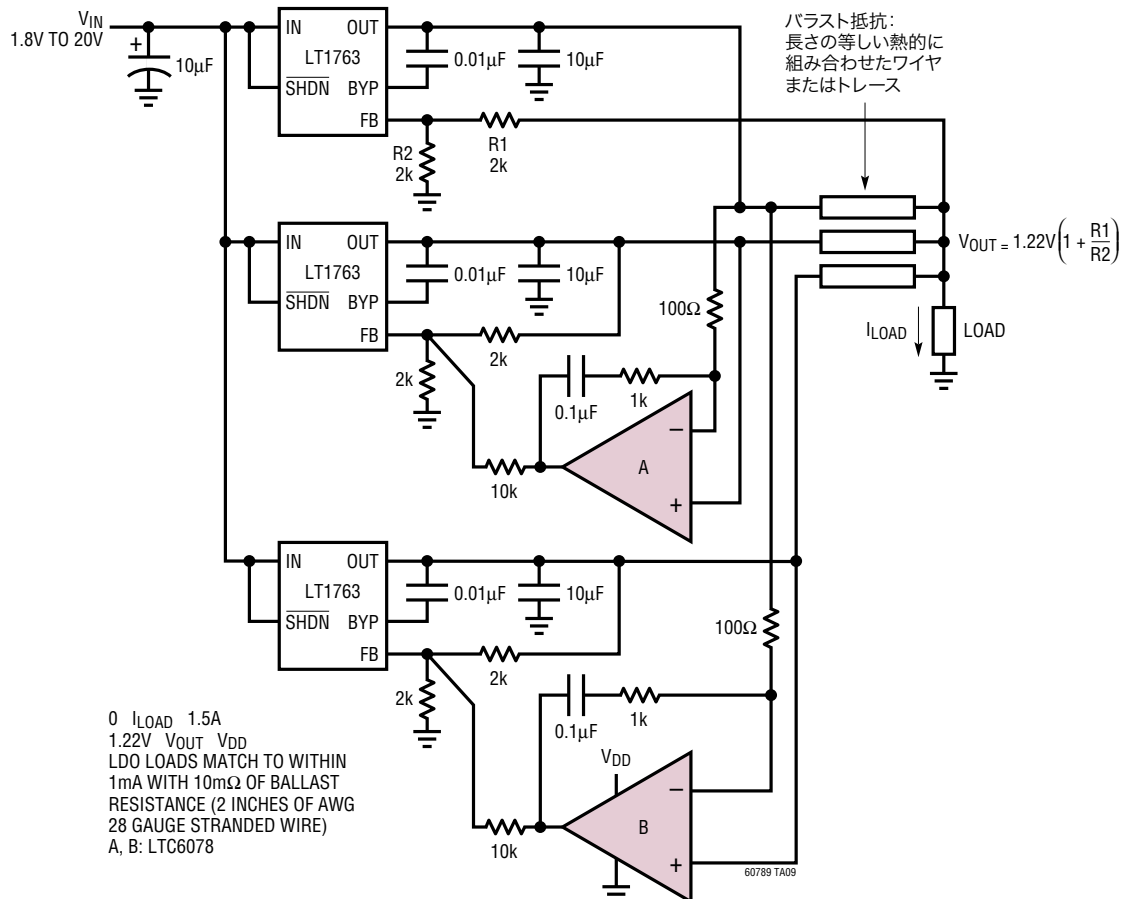 VIN
1.8V TO 20V
+
10µF
IN
OUT
LT1763
SHDN
BYP
FB
0.01µF
10µF
R2
2k
R1
2k
バラスト抵抗:
長さの等しい熱的に
組み合わせたワイヤ
またはトレース
IN
OUT
LT1763
SHDN
BYP
FB
0.01µF
10µF
2k
2k
100Ω
0.1µF
1k
10k
A
−
+
VOUT = 1.22V(1 + R1/R2)
ILOAD
LOAD
IN
OUT
LT1763
SHDN
BYP
FB
0.01µF
10µF
2k
2k
100Ω
0.1µF
1k
10k
VDD
B
−
+
0 ILOAD 1.5A
1.22V VOUT VDD
LDO LOADS MATCH TO WITHIN
1mA WITH 10mΩ OF BALLAST
RESISTANCE (2 INCHES OF AWG
28 GAUGE STRANDED WIRE)
A, B: LTC6078
60789 TA09